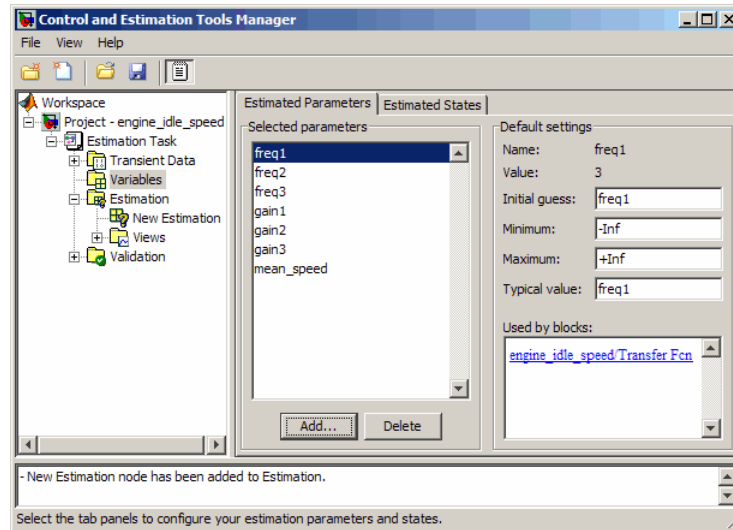 Control and Estimation Tools Manager
File View Help
Workspace
Project - engine_idle_speed
Estimation Task
Transient Data
Variables
Estimation
New Estimation
Views
Validation
Estimated Parameters
Estimated States
Selected parameters
freq1
freq2
freq3
gain1
gain2
gain3
mean_speed
Add...
Delete
Default settings
Name: freq1
Value: 3
Initial guess: freq1
Minimum: -Inf
Maximum: +Inf
Typical value: freq1
Used by blocks:
engine_idle_speed/Transfer Fcn
- New Estimation node has been added to Estimation.
Select the tab panels to configure your estimation parameters and states.